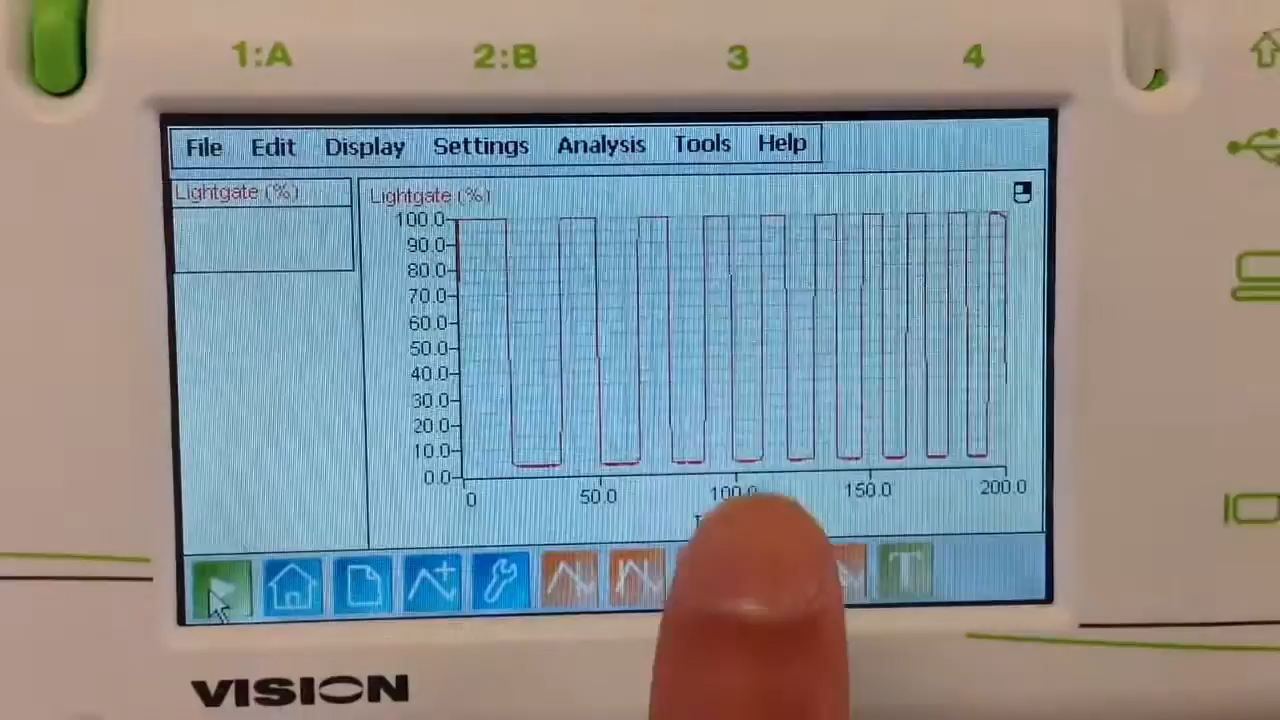 1:A 2:B 3 4
File Edit Display Settings Analysis Tools Help
Lightgate (%)
Lightgate (%)
100.0
90.0
80.0
70.0
60.0
50.0
40.0
30.0
20.0
10.0
0.0
0 50.0 100.0 150.0 200.0
T
VISION